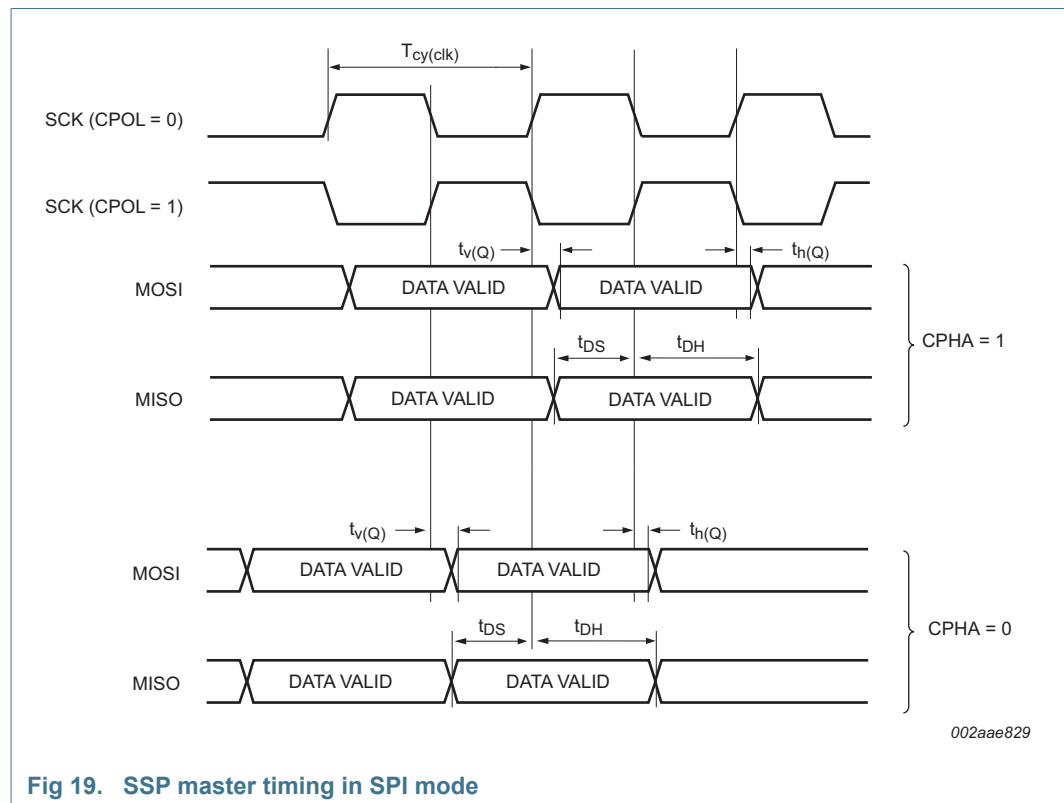 Tcy(clk)
SCK (CPOL = 0)
SCK (CPOL = 1)
tv(Q) th(Q)
MOSI DATA VALID DATA VALID
CPHA = 1
tDS tDH
MISO DATA VALID DATA VALID
tv(Q) th(Q)
MOSI DATA VALID DATA VALID
CPHA = 0
tDS tDH
MISO DATA VALID DATA VALID
002aae829
Fig 19. SSP master timing in SPI mode